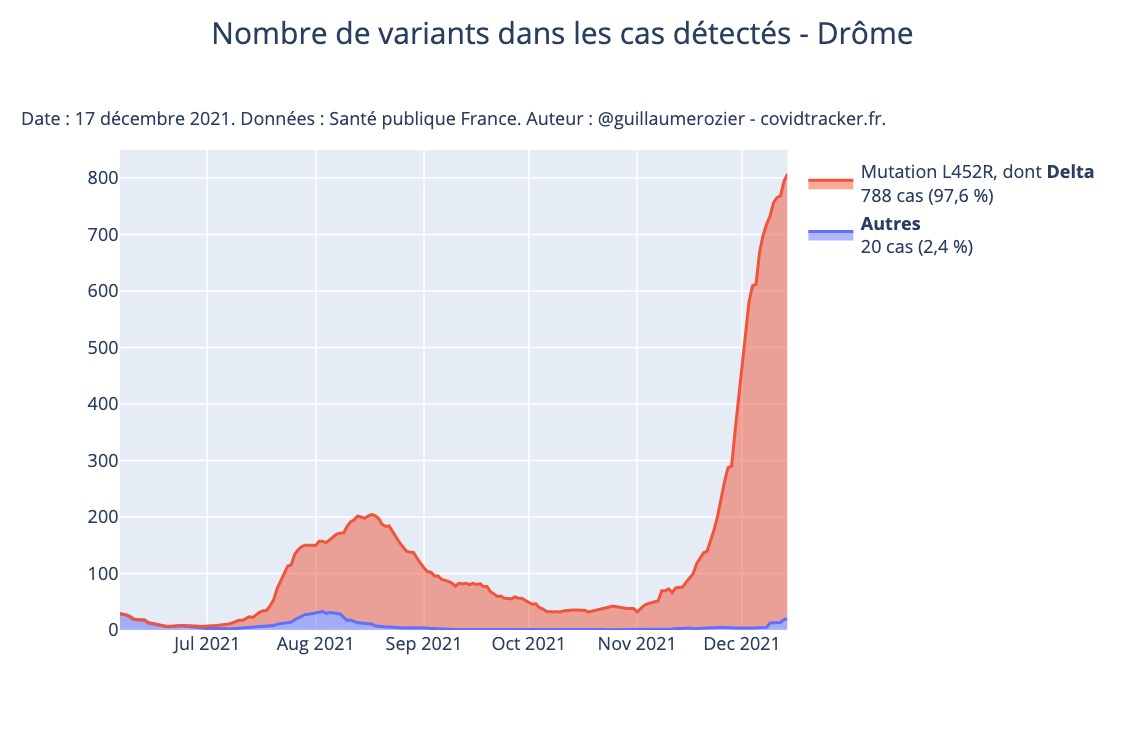 Nombre de variants dans les cas détectés - Drôme
Date : 17 décembre 2021. Données : Santé publique France. Auteur : @guillaumerozier - covidtracker.fr.
Mutation L452R, dont Delta
788 cas (97,6 %)
Autres
20 cas (2,4 %)
800
700
600
500
400
300
200
100
0
Jul 2021 Aug 2021 Sep 2021 Oct 2021 Nov 2021 Dec 2021